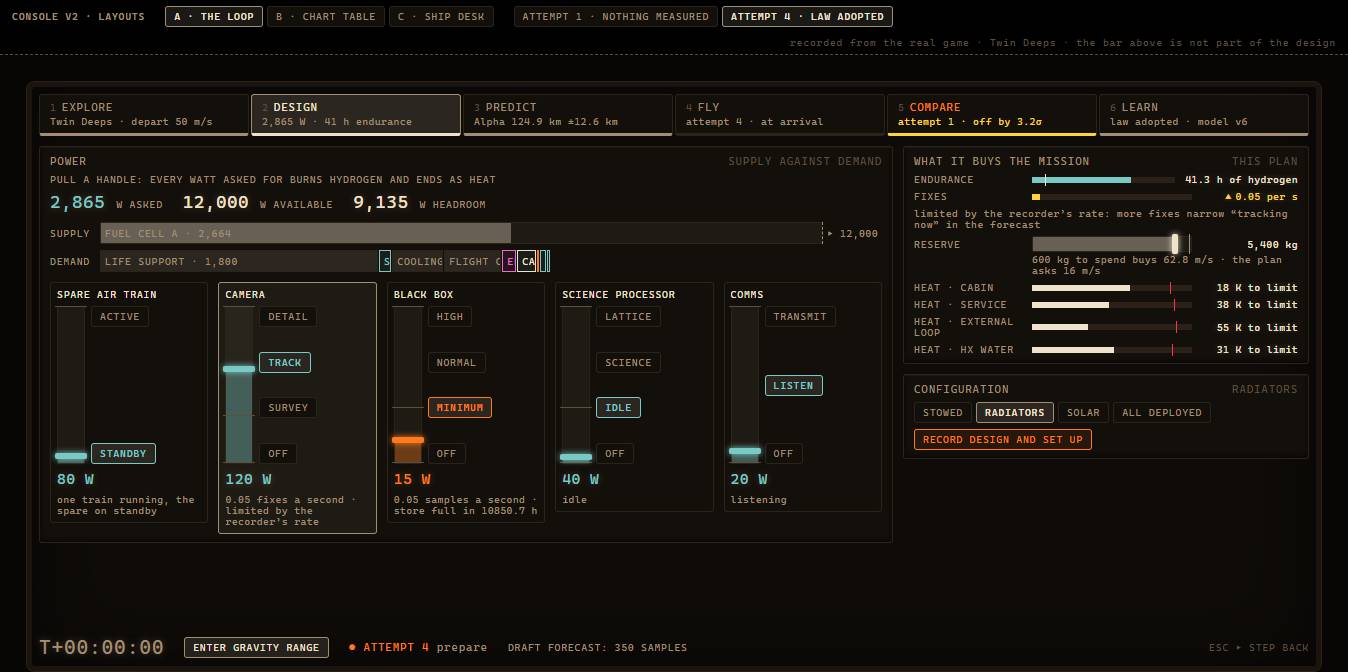 CONSOLE V2 · LAYOUTS
A · THE LOOP
B · CHART TABLE
C · SHIP DESK
ATTEMPT 1 · NOTHING MEASURED
ATTEMPT 4 · LAW ADOPTED
recorded from the real game · Twin Deeps · the bar above is not part of the design
1 EXPLORE
Twin Deeps · depart 50 m/s
2 DESIGN
2,865 W · 41 h endurance
3 PREDICT
Alpha 124.9 km ±12.6 km
4 FLY
attempt 4 · at arrival
5 COMPARE
attempt 1 · off by 3.2σ
6 LEARN
law adopted · model v6
POWER
SUPPLY AGAINST DEMAND
PULL A HANDLE: EVERY WATT ASKED FOR BURNS HYDROGEN AND ENDS AS HEAT
2,865 W ASKED 12,000 W AVAILABLE 9,135 W HEADROOM
SUPPLY FUEL CELL A · 2,664 ▸ 12,000
DEMAND LIFE SUPPORT · 1,800 S COOLING FLIGHT C E CA
SPARE AIR TRAIN
ACTIVE
STANDBY
80 W
one train running, the
spare on standby
CAMERA
DETAIL
TRACK
SURVEY
OFF
120 W
0.05 fixes a second ·
limited by the
recorder's rate
BLACK BOX
HIGH
NORMAL
MINIMUM
OFF
15 W
0.05 samples a second ·
store full in 10850.7 h
SCIENCE PROCESSOR
LATTICE
SCIENCE
IDLE
OFF
40 W
idle
COMMS
TRANSMIT
LISTEN
OFF
20 W
listening
WHAT IT BUYS THE MISSION
THIS PLAN
ENDURANCE 41.3 h of hydrogen
FIXES ▲ 0.05 per s
limited by the recorder's rate: more fixes narrow “tracking
now” in the forecast
RESERVE 5,400 kg
600 kg to spend buys 62.8 m/s · the plan
asks 16 m/s
HEAT · CABIN 18 K to limit
HEAT · SERVICE 38 K to limit
HEAT · EXTERNAL
LOOP 55 K to limit
HEAT · HX WATER 31 K to limit
CONFIGURATION
RADIATORS
STOWED
RADIATORS
SOLAR
ALL DEPLOYED
RECORD DESIGN AND SET UP
T+00:00:00
ENTER GRAVITY RANGE
● ATTEMPT 4 prepare
DRAFT FORECAST: 350 SAMPLES
ESC ▸ STEP BACK